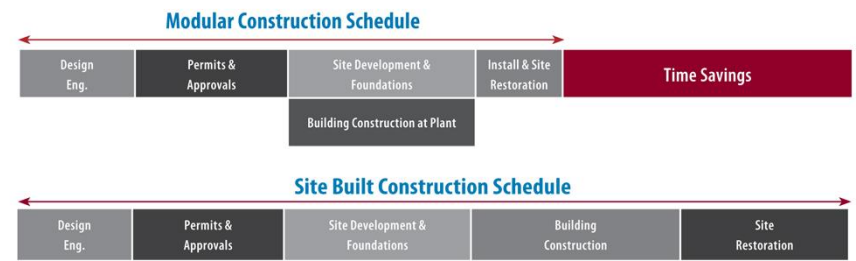 Modular Construction Schedule
Design
Eng.
Permits &
Approvals
Site Development &
Foundations
Install & Site
Restoration
Time Savings
Building Construction at Plant
Site Built Construction Schedule
Design
Eng.
Permits &
Approvals
Site Development &
Foundations
Building
Construction
Site
Restoration